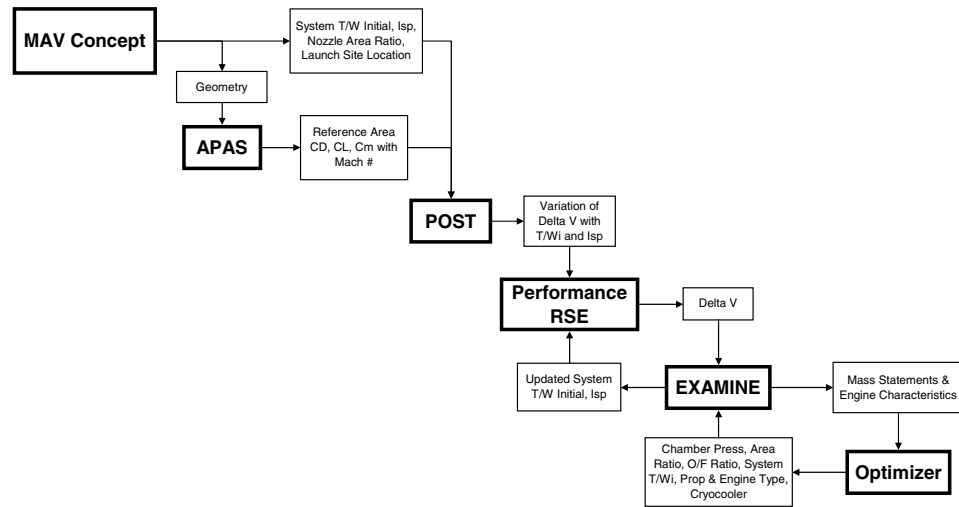 MAV Concept
System T/W Initial, Isp,
Nozzle Area Ratio,
Launch Site Location
Geometry
APAS
Reference Area
CD, CL, Cm with
Mach #
POST
Variation of
Delta V with
T/Wi and Isp
Performance
RSE
Delta V
Updated System
T/W Initial, Isp
EXAMINE
Mass Statements &
Engine Characteristics
Chamber Press, Area
Ratio, O/F Ratio, System
T/Wi, Prop & Engine Type,
Cryocooler
Optimizer